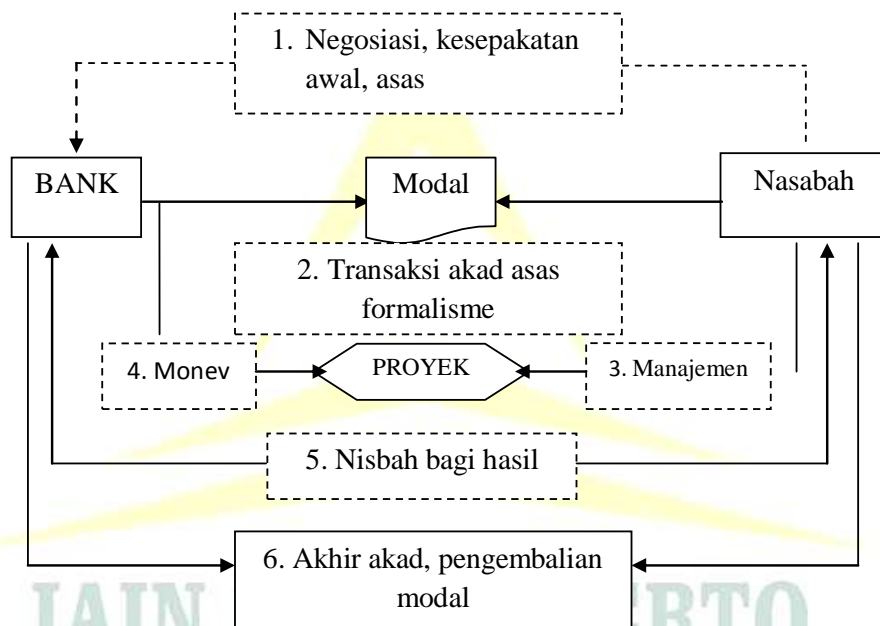 1. Negosiasi, kesepakatan
awal, asas
BANK
Modal
Nasabah
2. Transaksi akad asas
formalisme
4. Monev
PROYEK
3. Manajemen
5. Nisbah bagi hasil
6. Akhir akad, pengembalian
modal
IAIN